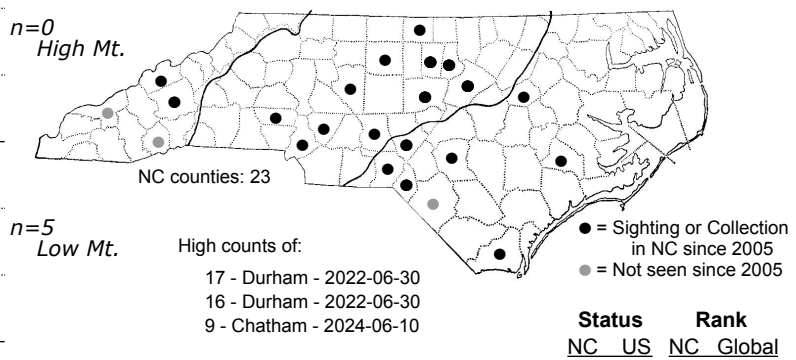 n=0
High Mt.
NC counties: 23
n=5
Low Mt.
High counts of:
17 - Durham - 2022-06-30
16 - Durham - 2022-06-30
9 - Chatham - 2024-06-10
= Sighting or Collection
in NC since 2005
= Not seen since 2005
Status Rank
NC US NC Global